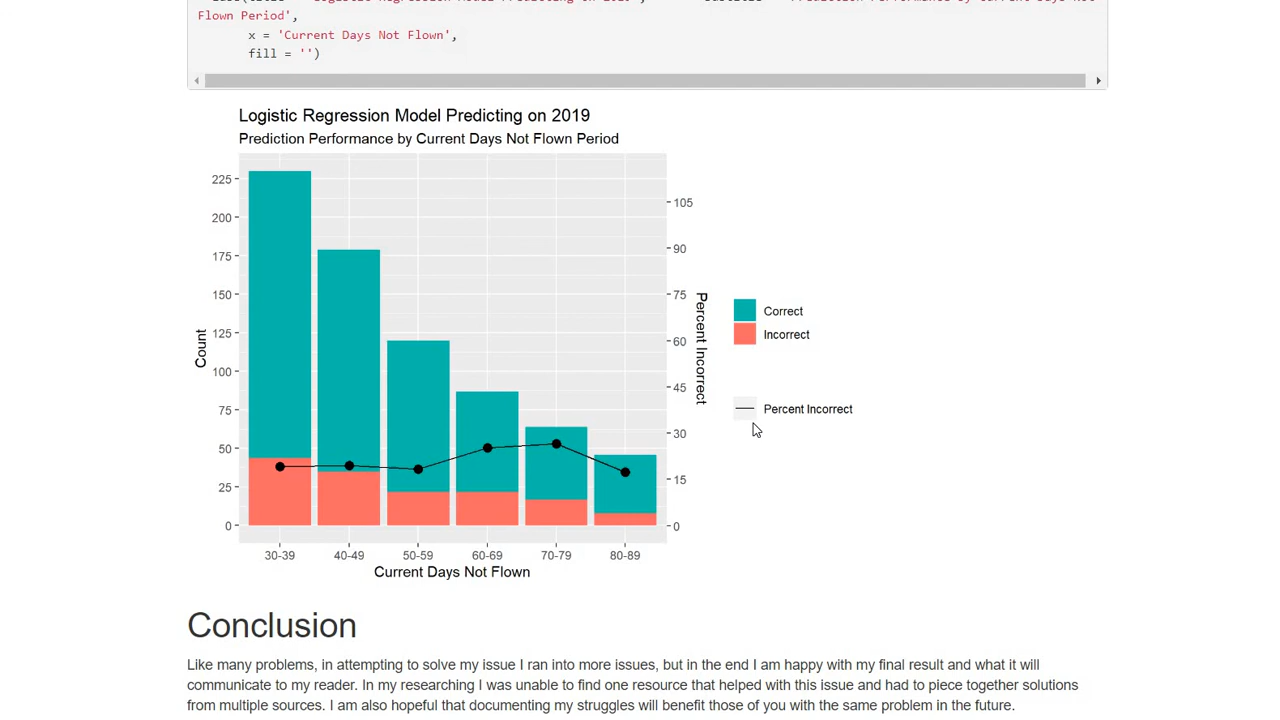 Flown Period',
x = 'Current Days Not Flown',
fill = '')
Logistic Regression Model Predicting on 2019
Prediction Performance by Current Days Not Flown Period
225
200
175
150
125
100
75
50
25
0
Count
105
90
75
60
45
30
15
0
Percent Incorrect
Correct
Incorrect
Percent Incorrect
30-39 40-49 50-59 60-69 70-79 80-89
Current Days Not Flown
Conclusion
Like many problems, in attempting to solve my issue I ran into more issues, but in the end I am happy with my final result and what it will
communicate to my reader. In my researching I was unable to find one resource that helped with this issue and had to piece together solutions
from multiple sources. I am also hopeful that documenting my struggles will benefit those of you with the same problem in the future.